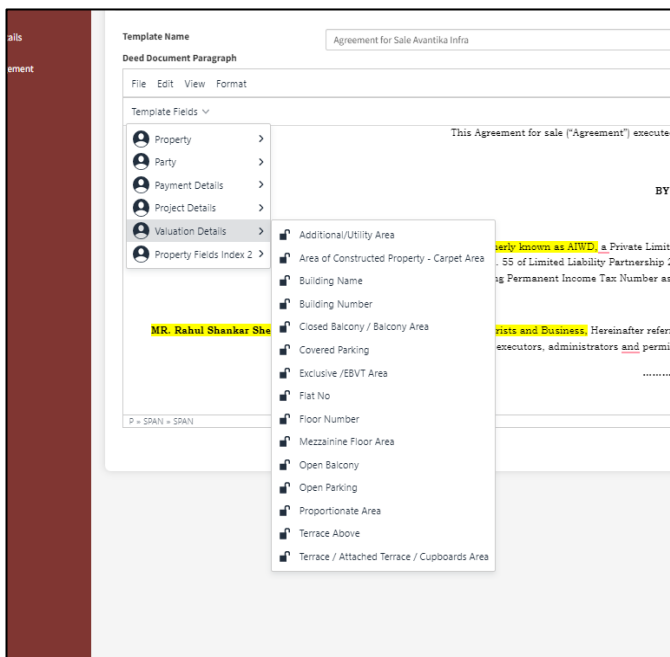 ails
ement
Template Name
Agreement for Sale Avantika Infra
Deed Document Paragraph
File Edit View Format
Template Fields
This Agreement for sale ("Agreement") execute
Property
Party
BY
Payment Details
Project Details
Valuation Details
Property Fields Index 2
Additional/Utility Area
erly known as AIWD, a Private Limit
Area of Constructed Property - Carpet Area
. 55 of Limited Liability Partnership 2
Building Name
g Permanent Income Tax Number as
Building Number
MR. Rahul Shankar She
Closed Balcony / Balcony Area
rists and Business, Hereinafter refer
Covered Parking
executors, administrators and permi
Exclusive /EBVT Area
..........
Flat No
Floor Number
P » SPAN » SPAN
Mezzainine Floor Area
Open Balcony
Open Parking
Proportionate Area
Terrace Above
Terrace / Attached Terrace / Cupboards Area